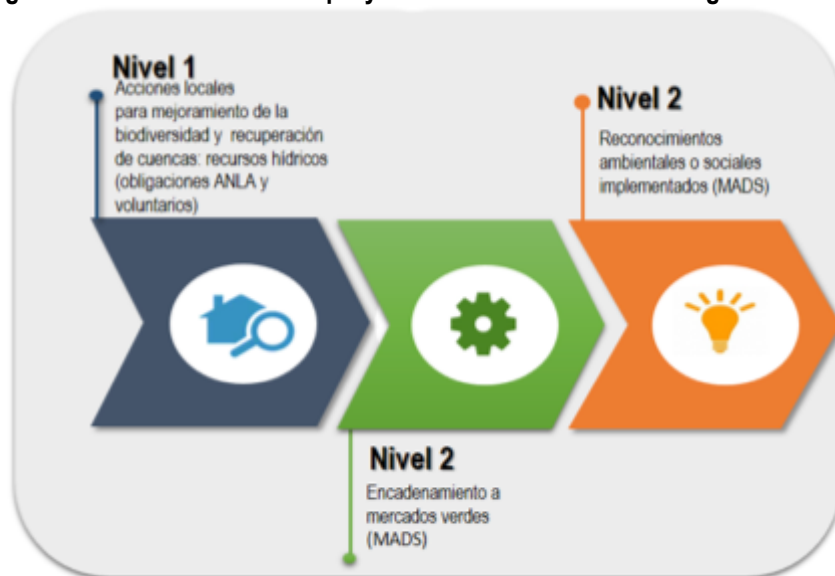 Nivel 1
Acciones locales
para mejoramiento de la
biodiversidad y recuperación
de cuencas: recursos hídricos
(obligaciones ANLA y
voluntarios)
Nivel 2
Reconocimientos
ambientales o sociales
implementados (MADS)
Nivel 2
Encadenamiento a
mercados verdes
(MADS)